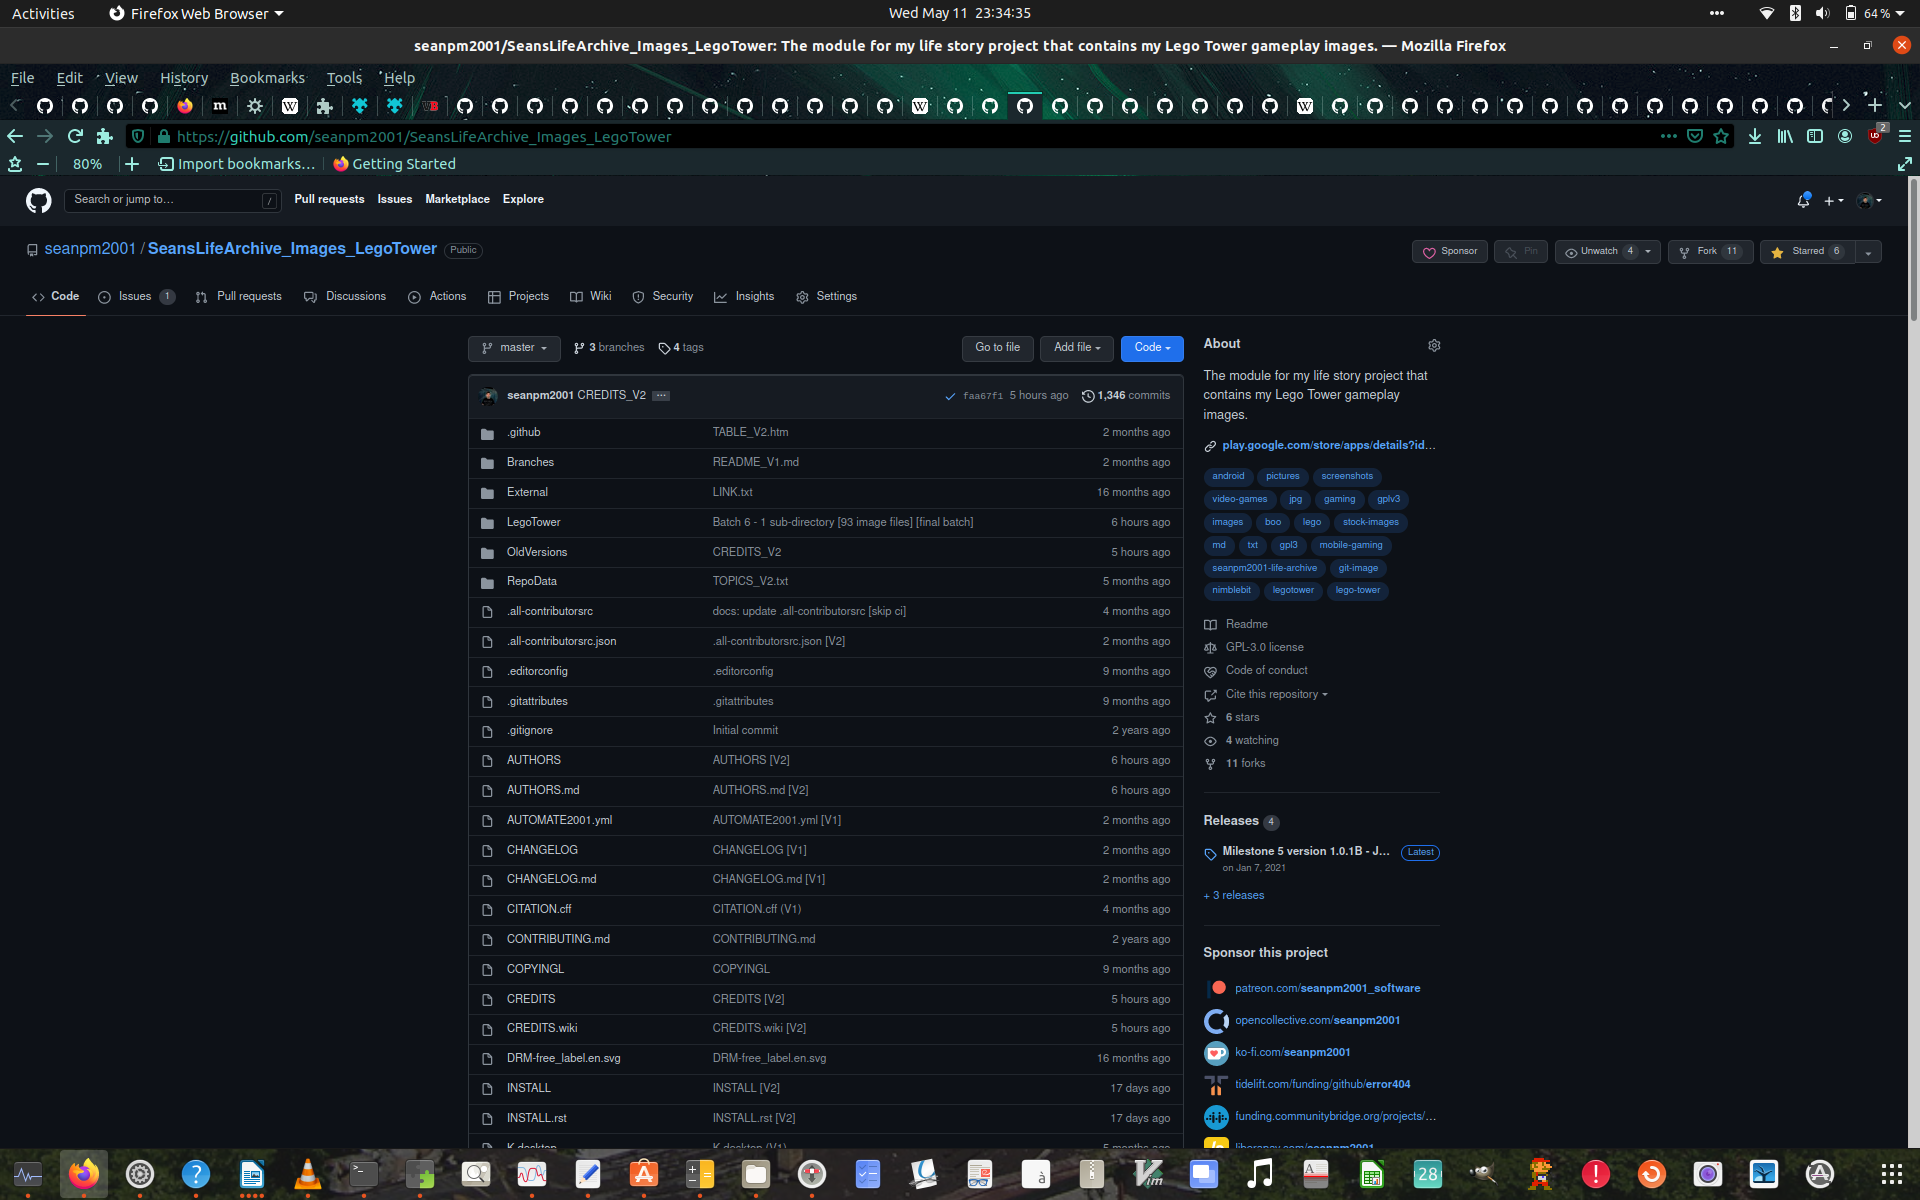 Activities Firefox Web Browser Wed May 11 23:34:35 64 %
seanpm2001/SeansLifeArchive_Images_LegoTower: The module for my life story project that contains my Lego Tower gameplay images. — Mozilla Firefox
File Edit View History Bookmarks Tools Help
https://github.com/seanpm2001/SeansLifeArchive_Images_LegoTower 2
80% Import bookmarks… Getting Started
Search or jump to… / Pull requests Issues Marketplace Explore
seanpm2001 / SeansLifeArchive_Images_LegoTower Public Sponsor Pin Unwatch 4 Fork 11 Starred 6
Code Issues 1 Pull requests Discussions Actions Projects Wiki Security Insights Settings
master 3 branches 4 tags Go to file Add file Code
seanpm2001 CREDITS_V2 ... faa67f1 5 hours ago 1,346 commits
.github TABLE_V2.htm 2 months ago
Branches README_V1.md 2 months ago
External LINK.txt 16 months ago
LegoTower Batch 6 - 1 sub-directory [93 image files] [final batch] 6 hours ago
OldVersions CREDITS_V2 5 hours ago
RepoData TOPICS_V2.txt 5 months ago
.all-contributorsrc docs: update .all-contributorsrc [skip ci] 4 months ago
.all-contributorsrc.json .all-contributorsrc.json [V2] 2 months ago
.editorconfig .editorconfig 9 months ago
.gitattributes .gitattributes 9 months ago
.gitignore Initial commit 2 years ago
AUTHORS AUTHORS [V2] 6 hours ago
AUTHORS.md AUTHORS.md [V2] 6 hours ago
AUTOMATE2001.yml AUTOMATE2001.yml [V1] 2 months ago
CHANGELOG CHANGELOG [V1] 2 months ago
CHANGELOG.md CHANGELOG.md [V1] 2 months ago
CITATION.cff CITATION.cff (V1) 4 months ago
CONTRIBUTING.md CONTRIBUTING.md 2 years ago
COPYINGL COPYINGL 9 months ago
CREDITS CREDITS [V2] 5 hours ago
CREDITS.wiki CREDITS.wiki [V2] 5 hours ago
DRM-free_label.en.svg DRM-free_label.en.svg 16 months ago
INSTALL INSTALL [V2] 17 days ago
INSTALL.rst INSTALL.rst [V2] 17 days ago
About
The module for my life story project that
contains my Lego Tower gameplay
images.
play.google.com/store/apps/details?id…
android pictures screenshots
video-games jpg gaming gplv3
images boo lego stock-images
md txt gpl3 mobile-gaming
seanpm2001-life-archive git-image
nimblebit legotower lego-tower
Readme
GPL-3.0 license
Code of conduct
Cite this repository
6 stars
4 watching
11 forks
Releases 4
Milestone 5 version 1.0.1B - J… Latest
on Jan 7, 2021
+ 3 releases
Sponsor this project
patreon.com/seanpm2001_software
opencollective.com/seanpm2001
ko-fi.com/seanpm2001
tidelift.com/funding/github/error404
funding.communitybridge.org/projects/…
28